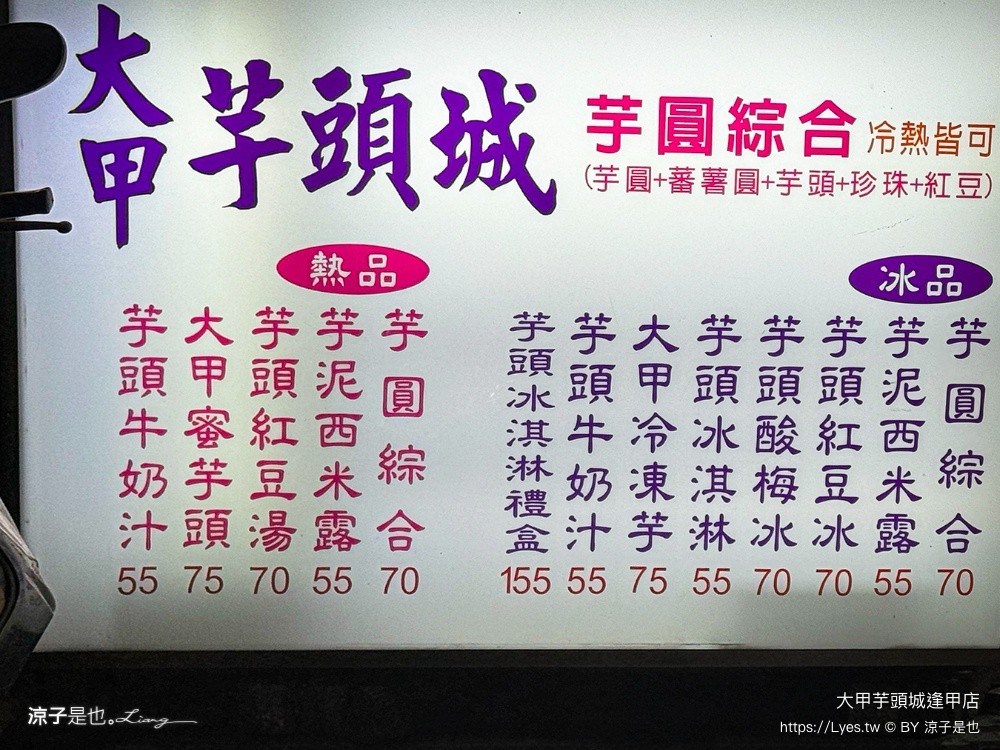 大甲芋頭城
芋圓綜合 冷熱皆可
(芋圓+蕃薯圓+芋頭+珍珠+紅豆)
冰品
芋圓綜合 70
芋泥西米露 55
芋頭紅豆冰 70
芋頭酸梅冰 70
芋頭冰淇淋 55
大甲冷凍芋 75
芋頭牛奶汁 55
芋頭冰淇淋禮盒 155
熱品
芋圓綜合 70
芋泥西米露 55
芋頭紅豆湯 70
大甲蜜芋頭 75
芋頭牛奶汁 55
涼子是也。Liang
大甲芋頭城逢甲店
https://Lyes.tw © BY 涼子是也